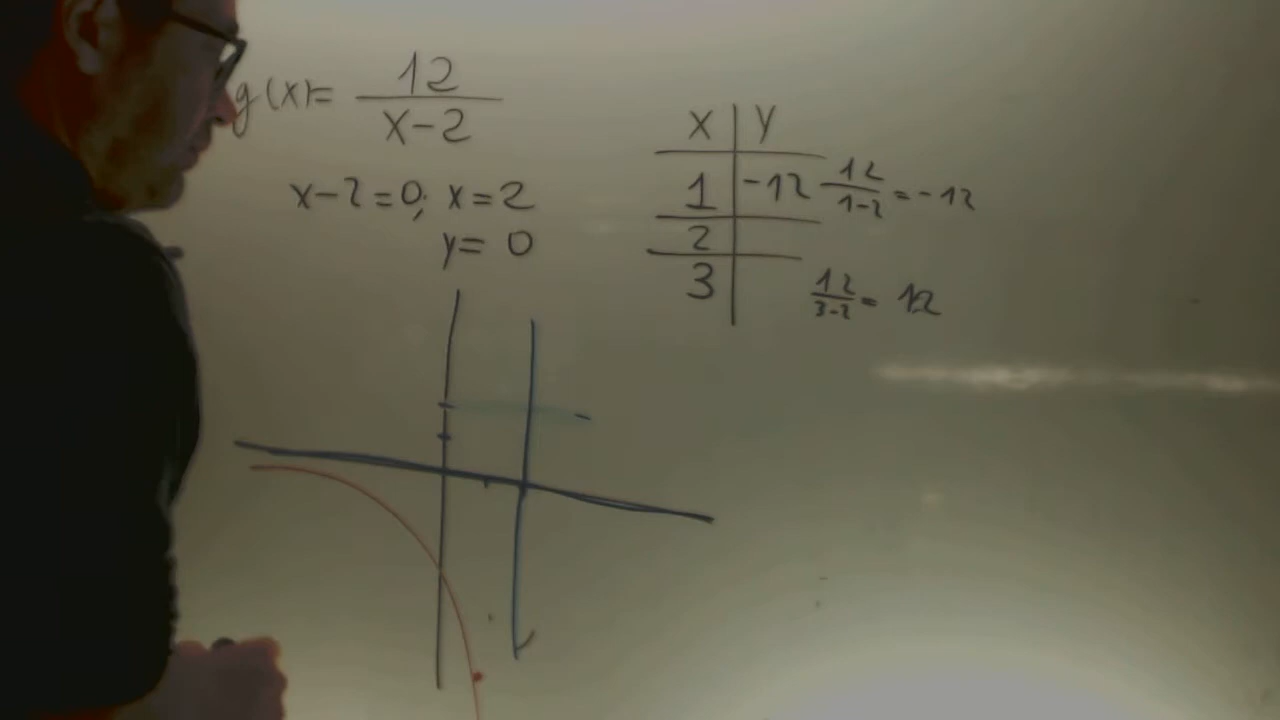 g(x)= 12/x-2
x-2=0; x=2
y= 0
x | y
1 | -12 12/1-2 = -12
2
3 12/3-2 = 12